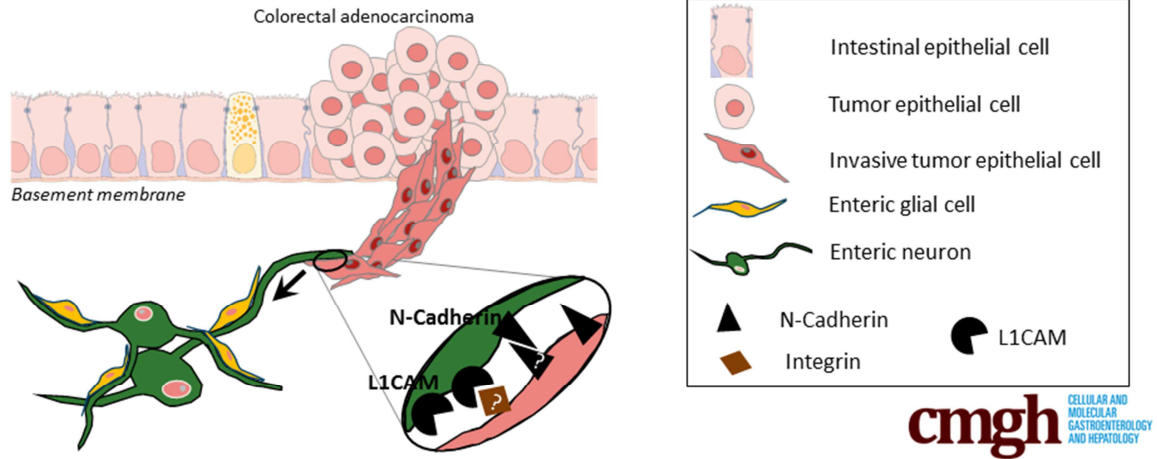 Colorectal adenocarcinoma
Basement membrane
N-Cadherin
?
L1CAM
?
Intestinal epithelial cell
Tumor epithelial cell
Invasive tumor epithelial cell
Enteric glial cell
Enteric neuron
N-Cadherin
L1CAM
Integrin
cmgh
CELLULAR AND
MOLECULAR
GASTROENTEROLOGY
AND HEPATOLOGY